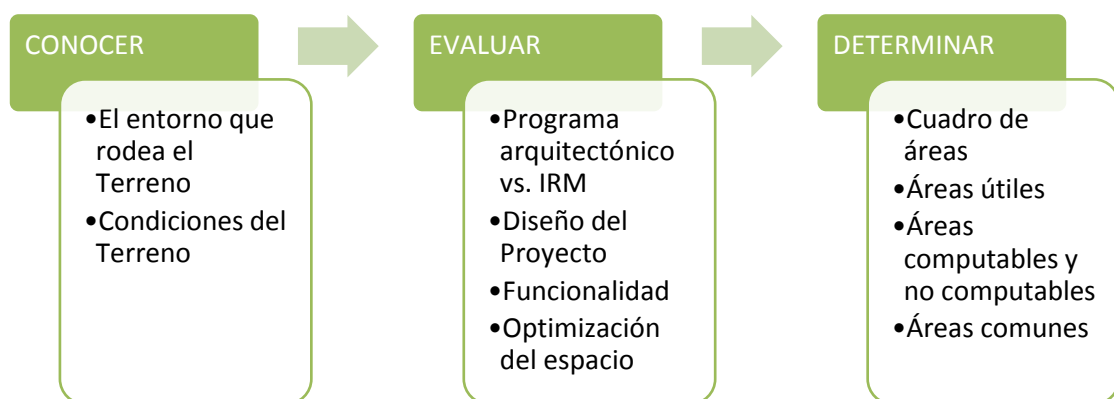 CONOCER
•El entorno que
rodea el
Terreno
•Condiciones del
Terreno
EVALUAR
•Programa
arquitectónico
vs. IRM
•Diseño del
Proyecto
•Funcionalidad
•Optimización
del espacio
DETERMINAR
•Cuadro de
áreas
•Áreas útiles
•Áreas
computables y
no computables
•Áreas comunes